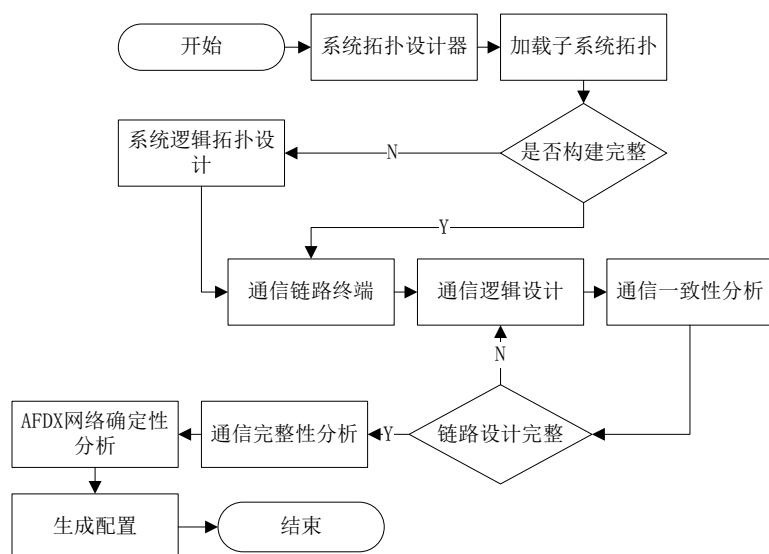 开始
系统拓扑设计器
加载子系统拓扑
系统逻辑拓扑设
计
N
是否构建完整
Y
通信链路终端
通信逻辑设计
通信一致性分析
N
AFDX网络确定性
分析
通信完整性分析
Y
链路设计完整
生成配置
结束